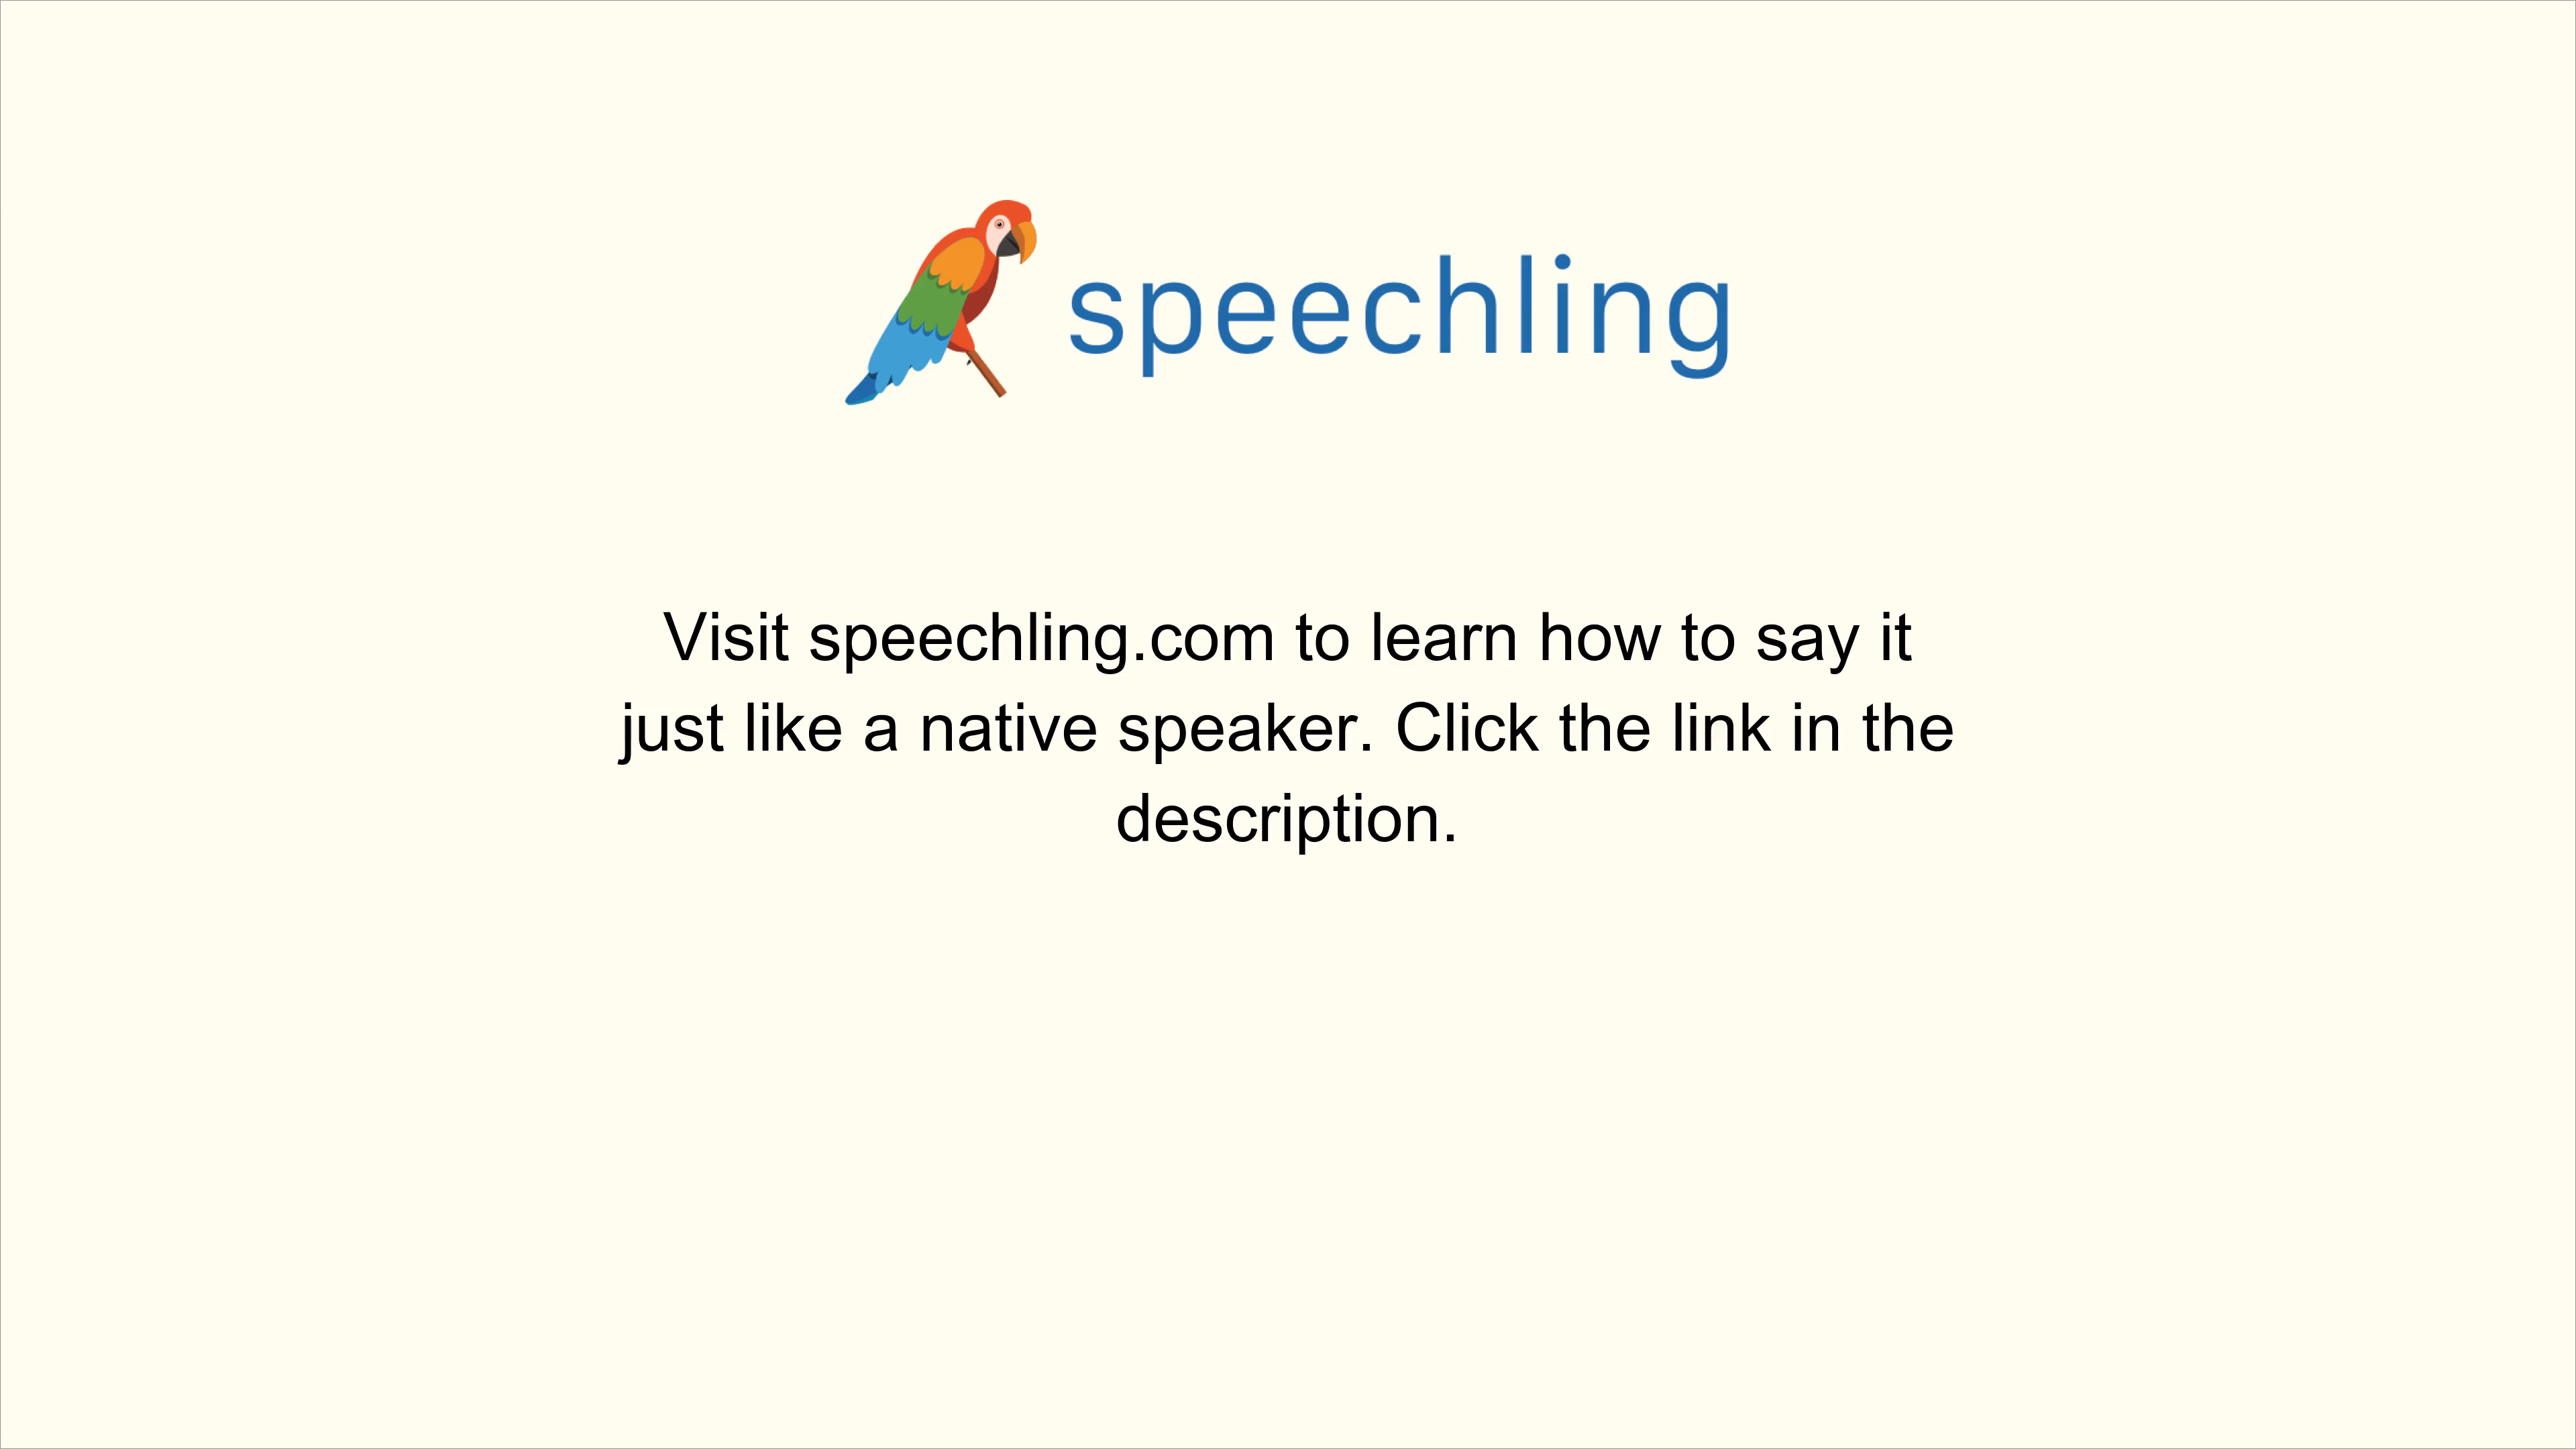 speechling
Visit speechling.com to learn how to say it
just like a native speaker. Click the link in the
description.